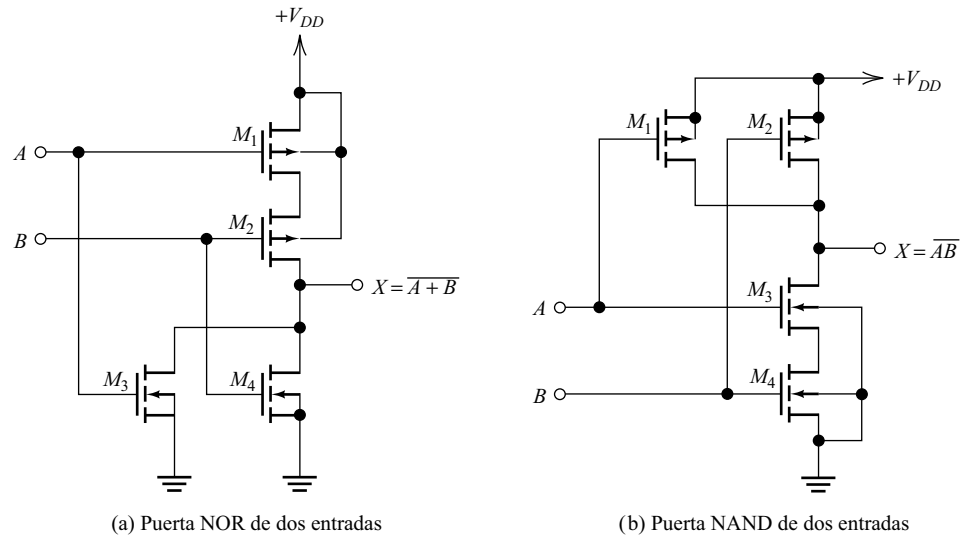 +V_DD
M_1
A
M_2
B
X = \overline{A + B}
M_3
M_4
(a) Puerta NOR de dos entradas
+V_DD
M_1
M_2
X = \overline{AB}
M_3
A
M_4
B
(b) Puerta NAND de dos entradas